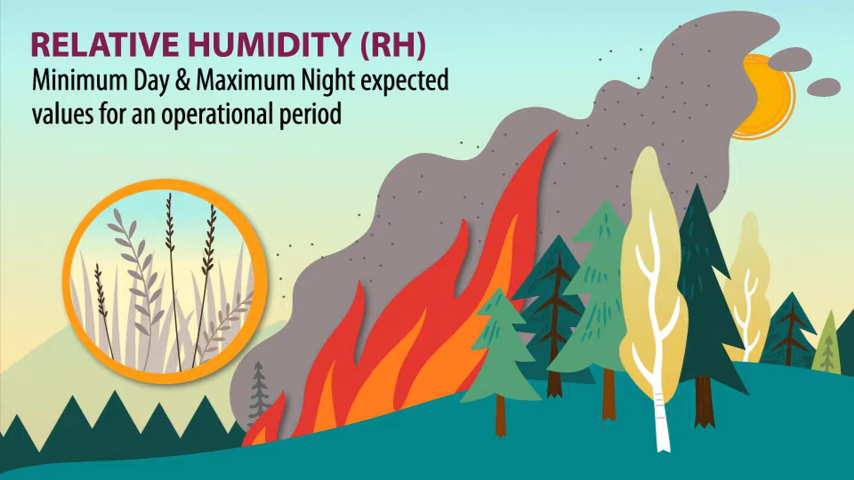 RELATIVE HUMIDITY (RH)
Minimum Day & Maximum Night expected
values for an operational period